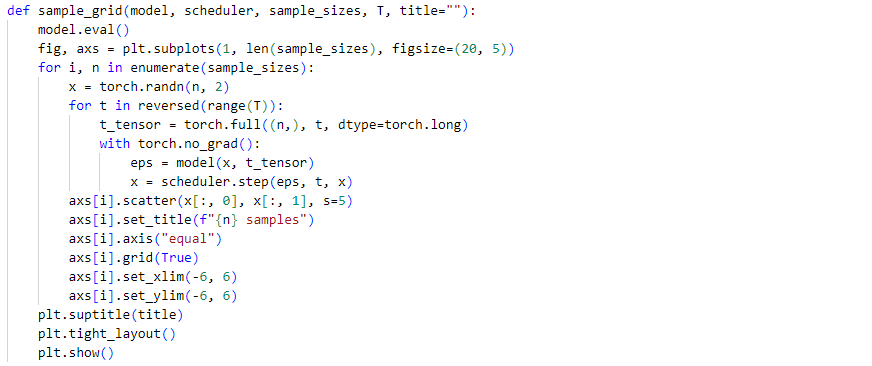 def sample_grid(model, scheduler, sample_sizes, T, title=""):
    model.eval()
    fig, axs = plt.subplots(1, len(sample_sizes), figsize=(20, 5))
    for i, n in enumerate(sample_sizes):
        x = torch.randn(n, 2)
        for t in reversed(range(T)):
            t_tensor = torch.full((n,), t, dtype=torch.long)
            with torch.no_grad():
                eps = model(x, t_tensor)
                x = scheduler.step(eps, t, x)
        axs[i].scatter(x[:, 0], x[:, 1], s=5)
        axs[i].set_title(f"{n} samples")
        axs[i].axis("equal")
        axs[i].grid(True)
        axs[i].set_xlim(-6, 6)
        axs[i].set_ylim(-6, 6)
    plt.suptitle(title)
    plt.tight_layout()
    plt.show()